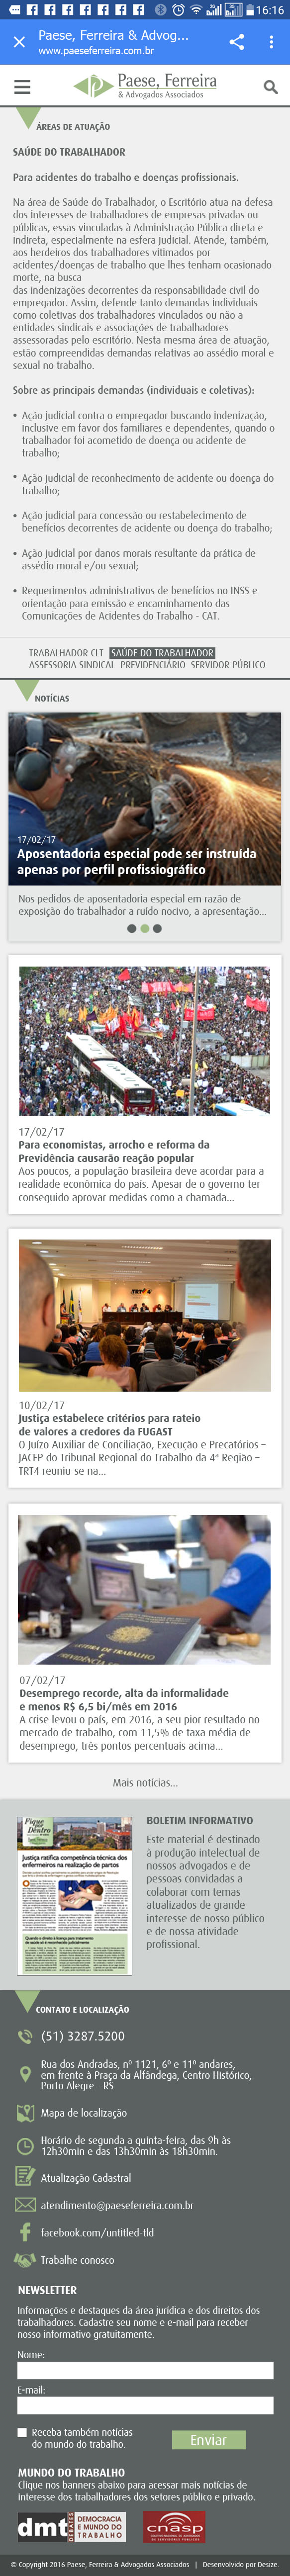 16:16
Paese, Ferreira & Advog...
www.paeseferreira.com.br
Paese, Ferreira
& Advogados Associados
ÁREAS DE ATUAÇÃO
SAÚDE DO TRABALHADOR
Para acidentes do trabalho e doenças profissionais.
Na área de Saúde do Trabalhador, o Escritório atua na defesa
dos interesses de trabalhadores de empresas privadas ou
públicas, essas vinculadas à Administração Pública direta e
indireta, especialmente na esfera judicial. Atende, também,
aos herdeiros dos trabalhadores vitimados por
acidentes/doenças de trabalho que lhes tenham ocasionado
morte, na busca
das indenizações decorrentes da responsabilidade civil do
empregador. Assim, defende tanto demandas individuais
como coletivas dos trabalhadores vinculados ou não a
entidades sindicais e associações de trabalhadores
assessoradas pelo escritório. Nesta mesma área de atuação,
estão compreendidas demandas relativas ao assédio moral e
sexual no trabalho.
Sobre as principais demandas (individuais e coletivas):
• Ação judicial contra o empregador buscando indenização,
inclusive em favor dos familiares e dependentes, quando o
trabalhador foi acometido de doença ou acidente de
trabalho;
• Ação judicial de reconhecimento de acidente ou doença do
trabalho;
• Ação judicial para concessão ou restabelecimento de
benefícios decorrentes de acidente ou doença do trabalho;
• Ação judicial por danos morais resultante da prática de
assédio moral e/ou sexual;
• Requerimentos administrativos de benefícios no INSS e
orientação para emissão e encaminhamento das
Comunicações de Acidentes do Trabalho - CAT.
TRABALHADOR CLT SAÚDE DO TRABALHADOR
ASSESSORIA SINDICAL PREVIDENCIÁRIO SERVIDOR PÚBLICO
NOTÍCIAS
17/02/17
Aposentadoria especial pode ser instruída
apenas por perfil profissiográfico
Nos pedidos de aposentadoria especial em razão de
exposição do trabalhador a ruído nocivo, a apresentação...
17/02/17
Para economistas, arrocho e reforma da
Previdência causarão reação popular
Aos poucos, a população brasileira deve acordar para a
realidade econômica do país. Apesar de o governo ter
conseguido aprovar medidas como a chamada...
TRT4
10/02/17
Justiça estabelece critérios para rateio
de valores a credores da FUGAST
O Juízo Auxiliar de Conciliação, Execução e Precatórios –
JACEP do Tribunal Regional do Trabalho da 4ª Região –
TRT4 reuniu-se na...
07/02/17
Desemprego recorde, alta da informalidade
e menos R$ 6,5 bi/mês em 2016
A crise levou o país, em 2016, a seu pior resultado no
mercado de trabalho, com 11,5% de taxa média de
desemprego, três pontos percentuais acima...
Mais notícias...
Fique
Dentro
Justiça ratifica competência técnica dos
enfermeiros na realização de partos
BOLETIM INFORMATIVO
Este material é destinado
à produção intelectual de
nossos advogados e de
pessoas convidadas a
colaborar com temas
atualizados de grande
interesse de nosso público
e de nossa atividade
profissional.
CONTATO E LOCALIZAÇÃO
(51) 3287.5200
Rua dos Andradas, nº 1121, 6º e 11º andares,
em frente à Praça da Alfândega, Centro Histórico,
Porto Alegre - RS
Mapa de localização
Horário de segunda a quinta-feira, das 9h às
12h30min e das 13h30min às 18h30min.
Atualização Cadastral
atendimento@paeseferreira.com.br
facebook.com/untitled-tld
Trabalhe conosco
NEWSLETTER
Informações e destaques da área jurídica e dos direitos dos
trabalhadores. Cadastre seu nome e e-mail para receber
nosso informativo gratuitamente.
Nome:
E-mail:
Receba também notícias
do mundo do trabalho.
Enviar
MUNDO DO TRABALHO
Clique nos banners abaixo para acessar mais notícias de
interesse dos trabalhadores dos setores público e privado.
dmt DEBATES DEMOCRACIA
E MUNDO DO
TRABALHO
cnasp
© Copyright 2016 Paese, Ferreira & Advogados Associados | Desenvolvido por Desize.